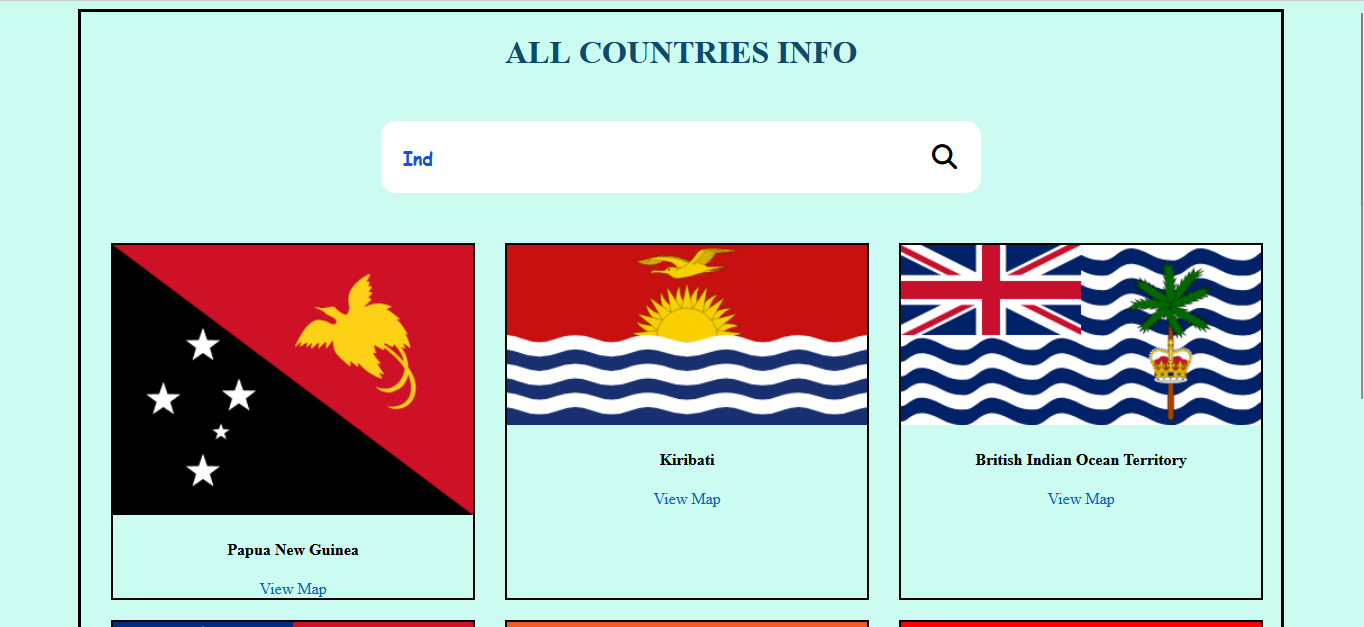 ALL COUNTRIES INFO
Ind
Papua New Guinea
View Map
Kiribati
View Map
British Indian Ocean Territory
View Map